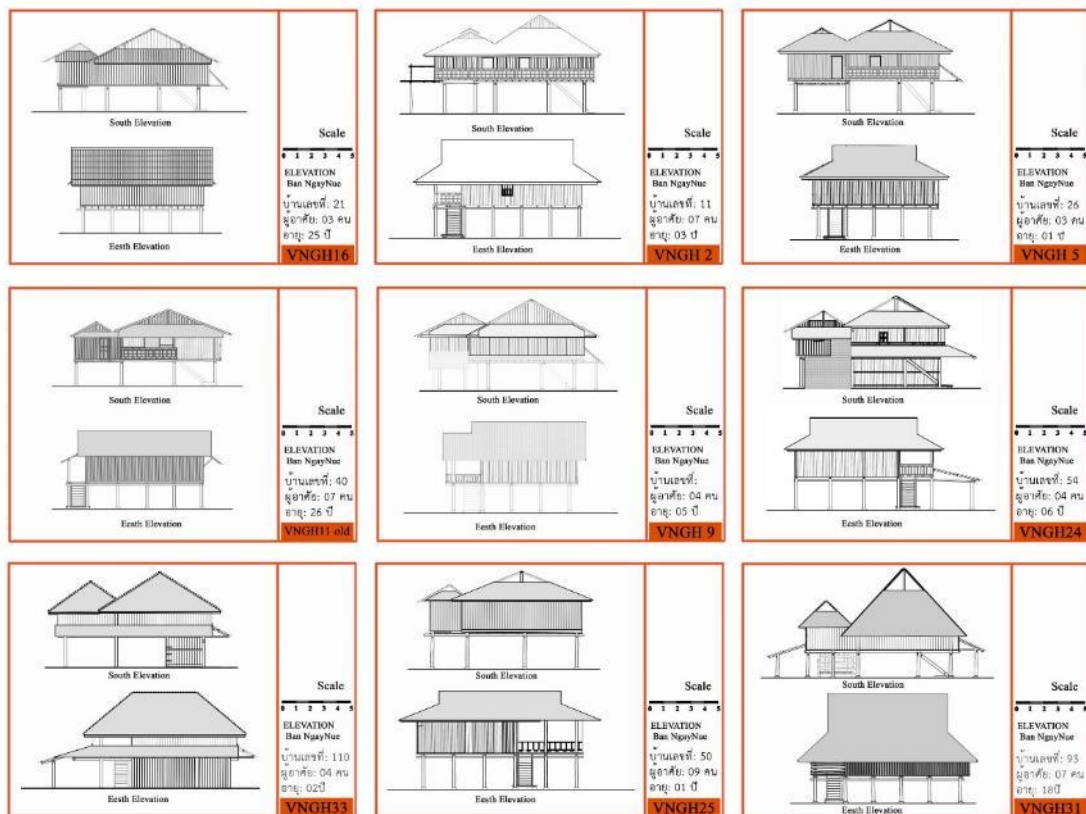 South Elevation
Eesth Elevation
Scale
0 1 2 3 4 5
ELEVATION
Ban NgayNue
บ้านเลขที่: 21
ผู้อาศัย: 03 คน
อายุ: 25 ปี
VNGH16
South Elevation
Eesth Elevation
Scale
0 1 2 3 4 5
ELEVATION
Ban NgayNue
บ้านเลขที่: 11
ผู้อาศัย: 07 คน
อายุ: 03 ปี
VNGH 2
South Elevation
Eesth Elevation
Scale
0 1 2 3 4 5
ELEVATION
Ban NgayNue
บ้านเลขที่: 26
ผู้อาศัย: 03 คน
อายุ: 01 ปี
VNGH 5
South Elevation
Eesth Elevation
Scale
0 1 2 3 4 5
ELEVATION
Ban NgayNue
บ้านเลขที่: 40
ผู้อาศัย: 07 คน
อายุ: 26 ปี
VNGH11 old
South Elevation
Eesth Elevation
Scale
0 1 2 3 4 5
ELEVATION
Ban NgayNue
บ้านเลขที่:
ผู้อาศัย: 04 คน
อายุ: 05 ปี
VNGH 9
South Elevation
Eesth Elevation
Scale
0 1 2 3 4 5
ELEVATION
Ban NgayNue
บ้านเลขที่: 54
ผู้อาศัย: 04 คน
อายุ: 06 ปี
VNGH24
South Elevation
Eesth Elevation
Scale
0 1 2 3 4 5
ELEVATION
Ban NgayNue
บ้านเลขที่: 110
ผู้อาศัย: 04 คน
อายุ: 02ปี
VNGH33
South Elevation
Eesth Elevation
Scale
0 1 2 3 4 5
ELEVATION
Ban NgayNue
บ้านเลขที่: 50
ผู้อาศัย: 09 คน
อายุ: 01 ปี
VNGH25
South Elevation
Eesth Elevation
Scale
0 1 2 3 4 5
ELEVATION
Ban NgayNue
บ้านเลขที่: 93
ผู้อาศัย: 07 คน
อายุ: 18ปี
VNGH31